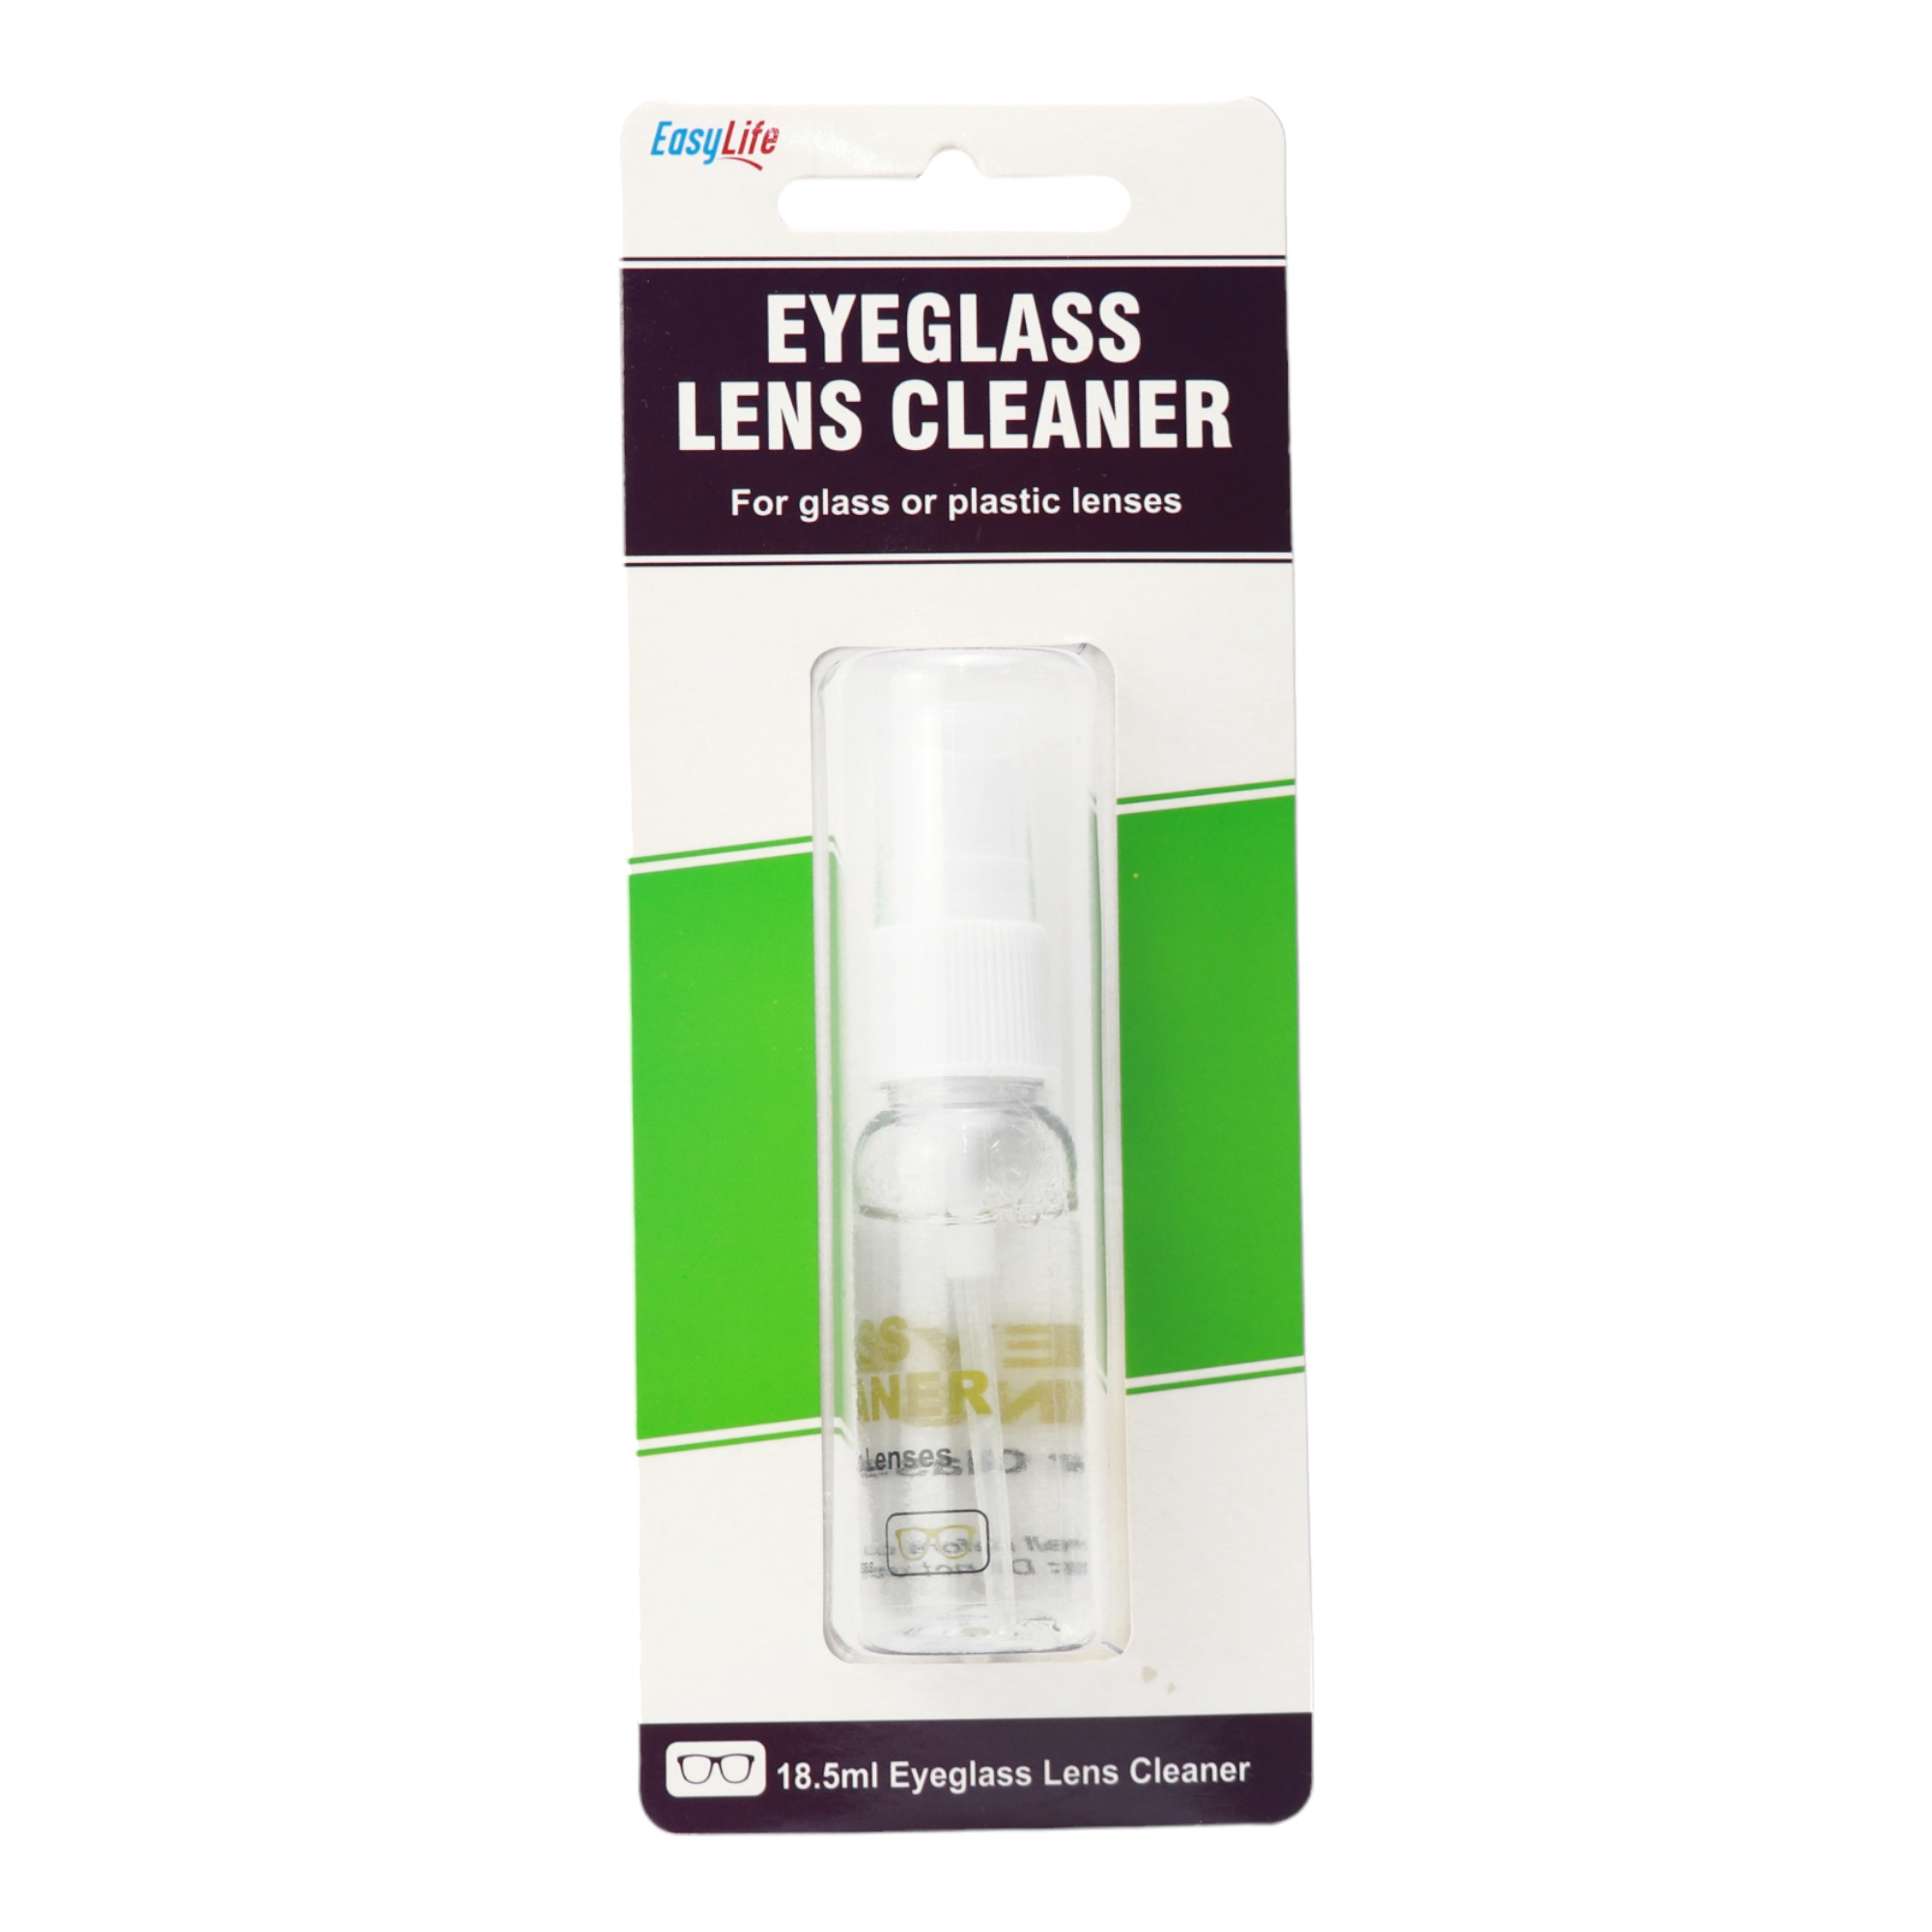 EasyLife
EYEGLASS
LENS CLEANER
For glass or plastic lenses
Lenses
18.5ml Eyeglass Lens Cleaner